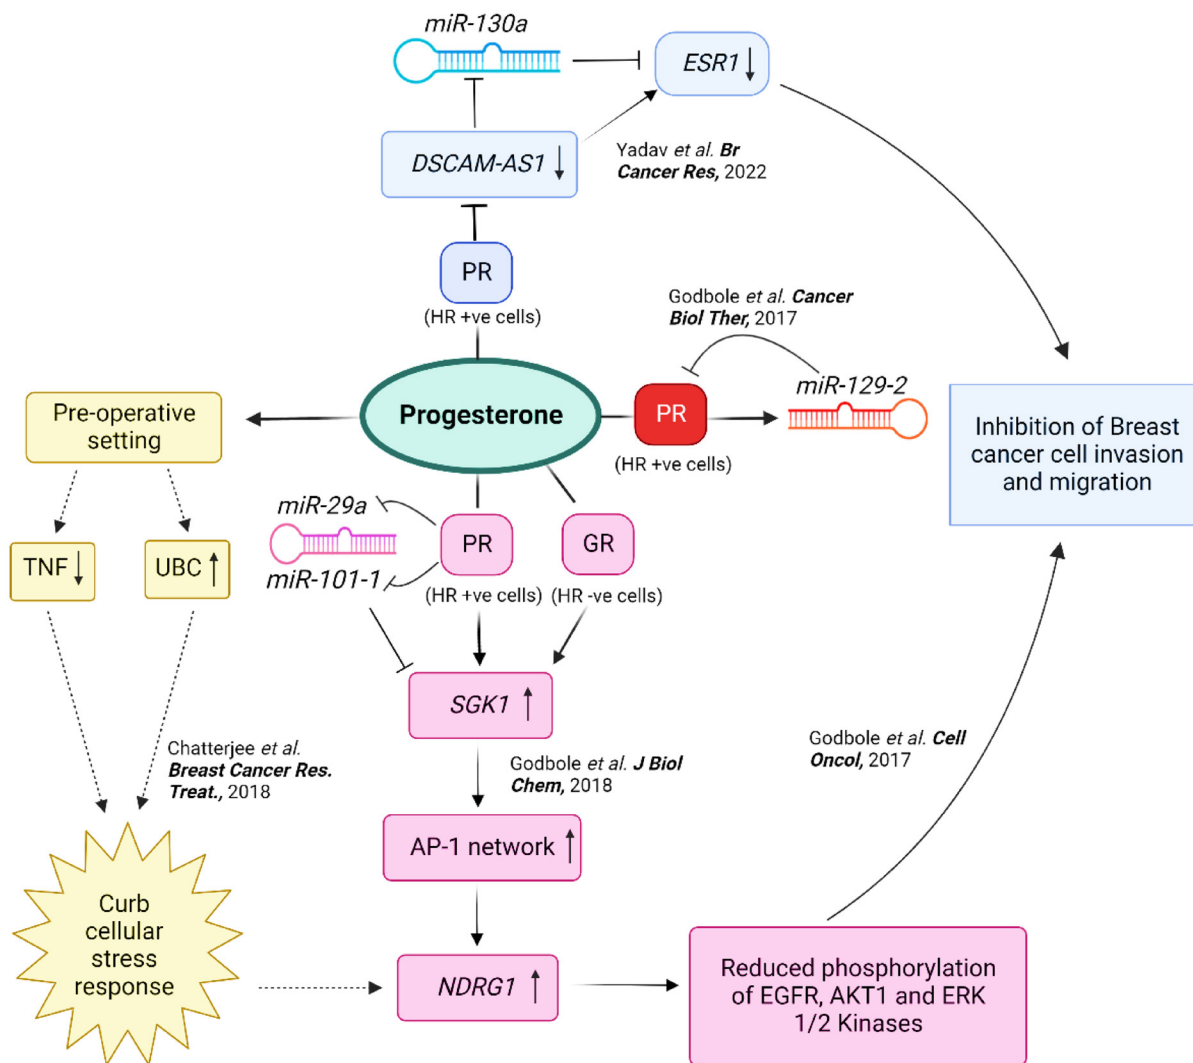 miR-130a
ESR1 ↓
DSCAM-AS1 ↓
Yadav et al. Br
Cancer Res, 2022
PR
(HR +ve cells)
Godbole et al. Cancer
Biol Ther, 2017
Pre-operative
setting
Progesterone
PR
(HR +ve cells)
miR-129-2
Inhibition of Breast
cancer cell invasion
and migration
TNF ↓
UBC ↑
miR-29a
miR-101-1
PR
(HR +ve cells)
GR
(HR -ve cells)
SGK1 ↑
Chatterjee et al.
Breast Cancer Res.
Treat., 2018
Godbole et al. J Biol
Chem, 2018
Godbole et al. Cell
Oncol, 2017
AP-1 network ↑
Curb
cellular
stress
response
NDRG1 ↑
Reduced phosphorylation
of EGFR, AKT1 and ERK
1/2 Kinases